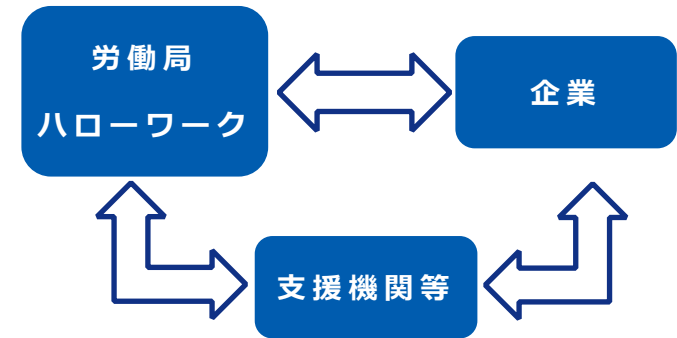 労働局
ハローワーク
企業
支援機関等